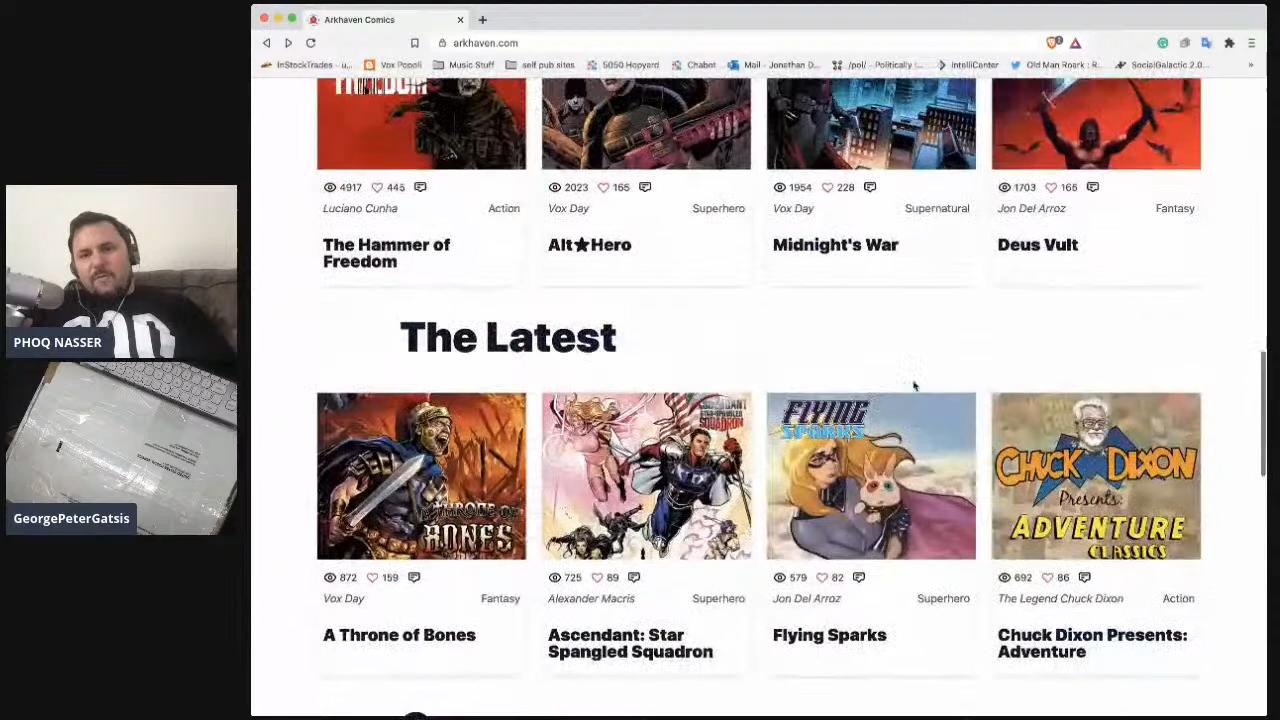 Arkhaven Comics
arkhaven.com
InStockTrades - u...
Vox Popoli
Music Stuff
self pub sites
5050 Hopyard
Chabot
Mail - Jonathan D...
/pol/ - Politically I...
IntelliCenter
Old Man Roark : R...
SocialGalactic 2.0...
»
FREEDOM
4917 445
2023 165
1954 228
1703 166
Luciano Cunha Action
Vox Day Superhero
Vox Day Supernatural
Jon Del Arroz Fantasy
The Hammer of
Freedom
Alt★Hero
Midnight's War
Deus Vult
The Latest
A THRONE OF
BONES
FLYING
SPARKS
CHUCK DIXON
Presents:
ADVENTURE
CLASSICS
872 159
725 89
579 82
692 86
Vox Day Fantasy
Alexander Macris Superhero
Jon Del Arroz Superhero
The Legend Chuck Dixon Action
A Throne of Bones
Ascendant: Star
Spangled Squadron
Flying Sparks
Chuck Dixon Presents:
Adventure
PHOQ NASSER
GeorgePeterGatsis